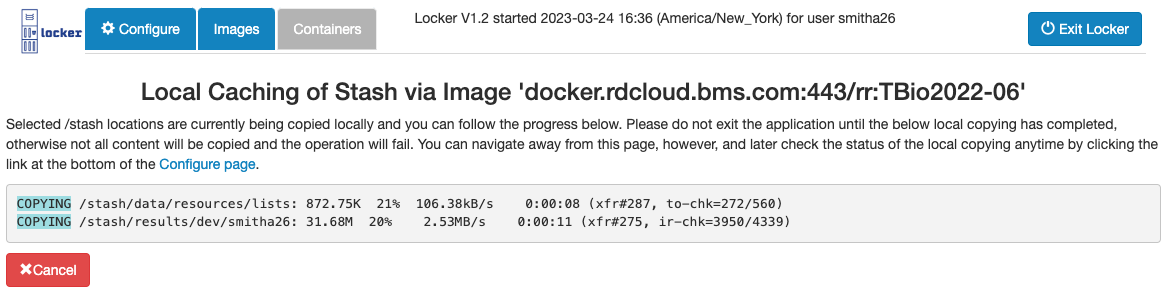 locker
Configure
Images
Containers
Locker V1.2 started 2023-03-24 16:36 (America/New_York) for user smitha26
Exit Locker
Local Caching of Stash via Image 'docker.rdcloud.bms.com:443/rr:TBio2022-06'
Selected /stash locations are currently being copied locally and you can follow the progress below. Please do not exit the application until the below local copying has completed,
otherwise not all content will be copied and the operation will fail. You can navigate away from this page, however, and later check the status of the local copying anytime by clicking the
link at the bottom of the Configure page.
COPYING /stash/data/resources/lists: 872.75K 21% 106.38kB/s 0:00:08 (xfr#287, to-chk=272/560)
COPYING /stash/results/dev/smitha26: 31.68M 20% 2.53MB/s 0:00:11 (xfr#275, ir-chk=3950/4339)
Cancel